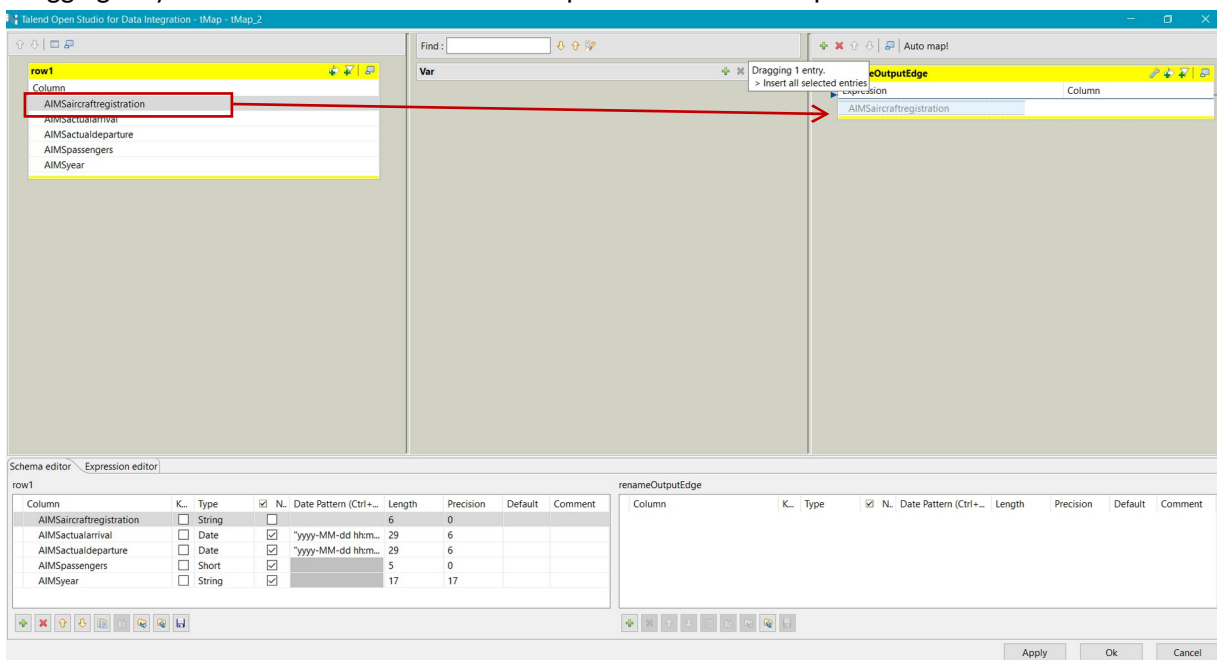 Talend Open Studio for Data Integration - tMap - tMap_2
Find :
Auto map!
row1
Column
AIMSaircraftregistration
AIMSactualarrival
AIMSactualdeparture
AIMSpassengers
AIMSyear
Var
Dragging 1 entry.
> Insert all selected entries
eOutputEdge
Expression Column
AIMSaircraftregistration
Schema editor Expression editor
row1
Column K... Type N.. Date Pattern (Ctrl+... Length Precision Default Comment
AIMSaircraftregistration String 6 0
AIMSactualarrival Date "yyyy-MM-dd hh:m... 29 6
AIMSactualdeparture Date "yyyy-MM-dd hh:m... 29 6
AIMSpassengers Short 5 0
AIMSyear String 17 17
renameOutputEdge
Column K... Type N.. Date Pattern (Ctrl+... Length Precision Default Comment
Apply Ok Cancel